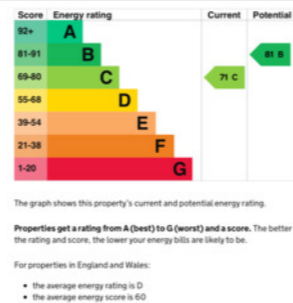 Score Energy rating Current Potential
92+ A
81-91 B 81 B
69-80 C 71 C
55-68 D
39-54 E
21-38 F
1-20 G
The graph shows this property's current and potential energy rating.
Properties get a rating from A (best) to G (worst) and a score. The better
the rating and score, the lower your energy bills are likely to be.
For properties in England and Wales:
• the average energy rating is D
• the average energy score is 60